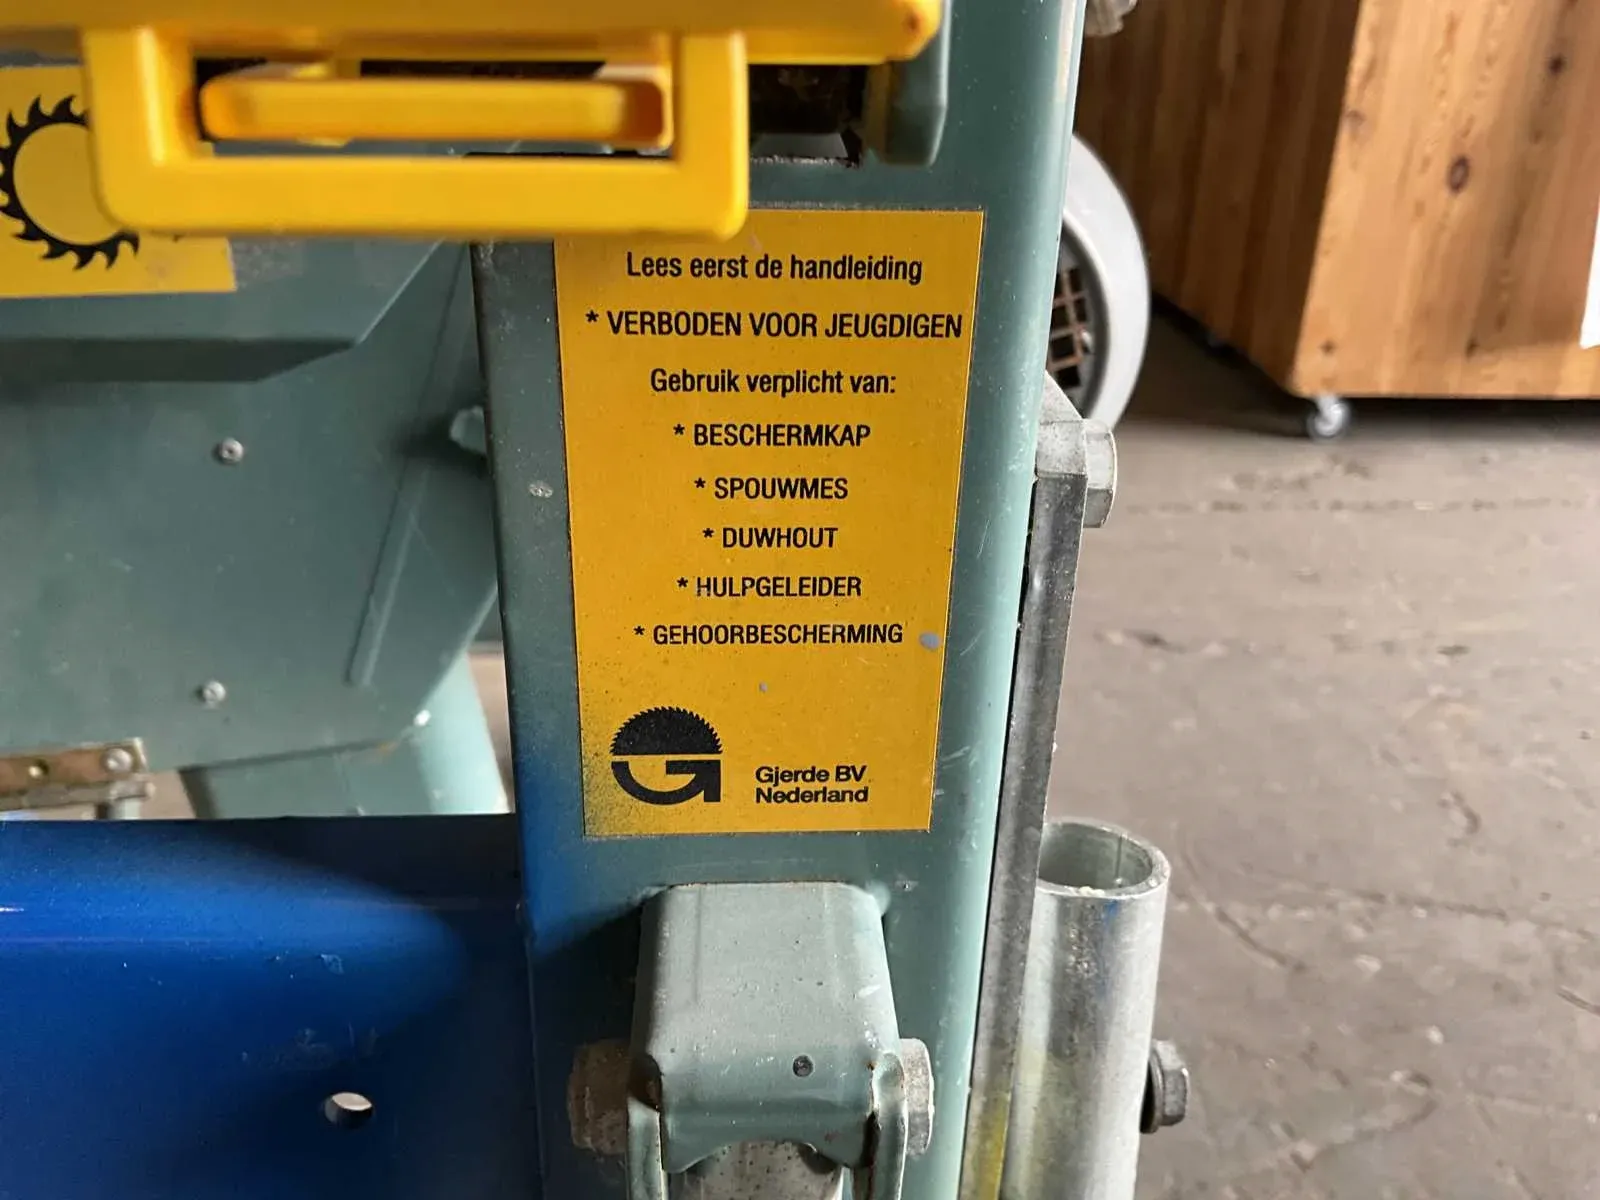 Lees eerst de handleiding
* VERBODEN VOOR JEUGDIGEN
Gebruik verplicht van:
* BESCHERMKAP
* SPOUWMES
* DUWHOUT
* HULPGELEIDER
* GEHOORBESCHERMING
G
Gjerde BV
Nederland